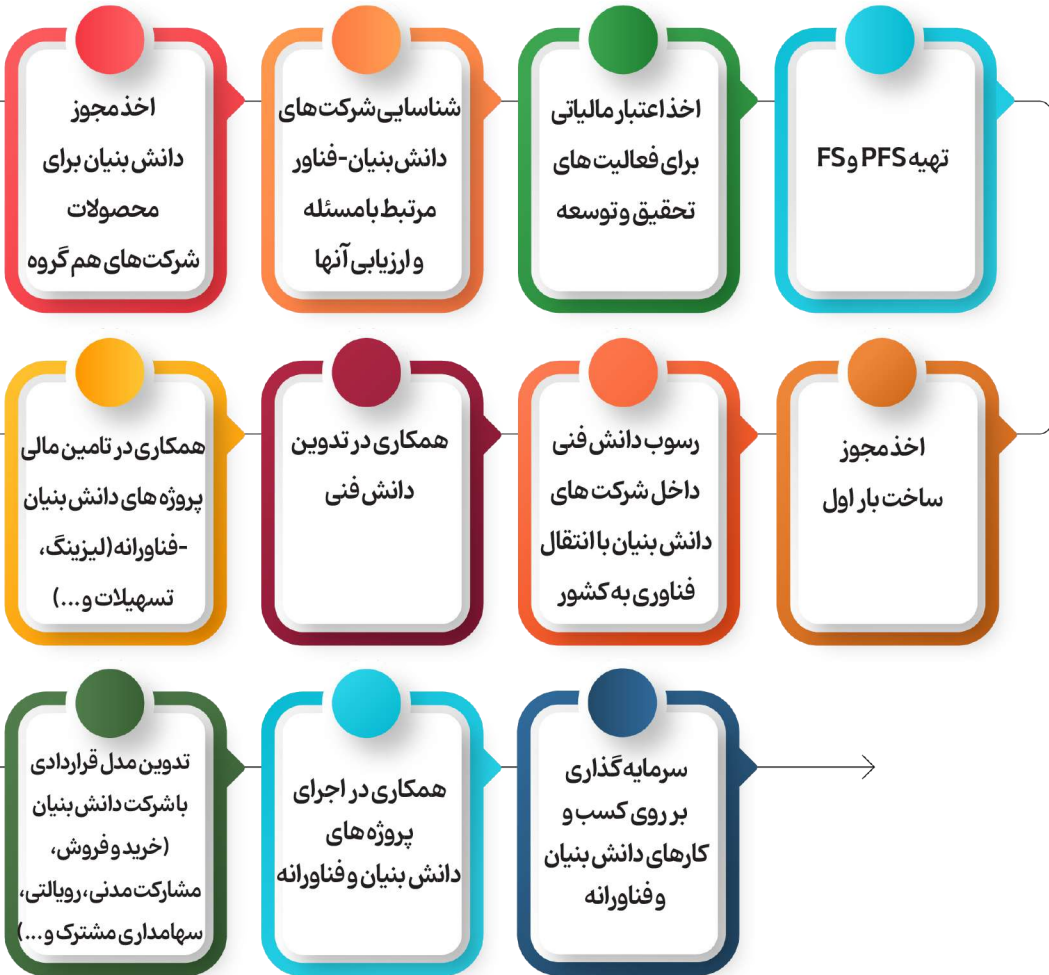 اخذ مجوز
دانش بنیان برای
محصولات
شرکت‌های هم گروه
شناسایی شرکت‌های
دانش بنیان-فناور
مرتبط با مسئله
و ارزیابی آنها
اخذ اعتبار مالیاتی
برای فعالیت های
تحقیق و توسعه
تهیه PFS و FS
اخذ مجوز
ساخت بار اول
رسوب دانش فنی
داخل شرکت های
دانش بنیان با انتقال
فناوری به کشور
همکاری در تدوین
دانش فنی
همکاری در تامین مالی
پروژه های دانش بنیان
-فناورانه (لیزینگ،
تسهیلات و...)
تدوین مدل قراردادی
با شرکت دانش بنیان
(خرید و فروش،
مشارکت مدنی، رویالتی،
سهامداری مشترک و...)
همکاری در اجرای
پروژه‌های
دانش بنیان و فناورانه
سرمایه گذاری
بر روی کسب و
کارهای دانش بنیان
و فناورانه